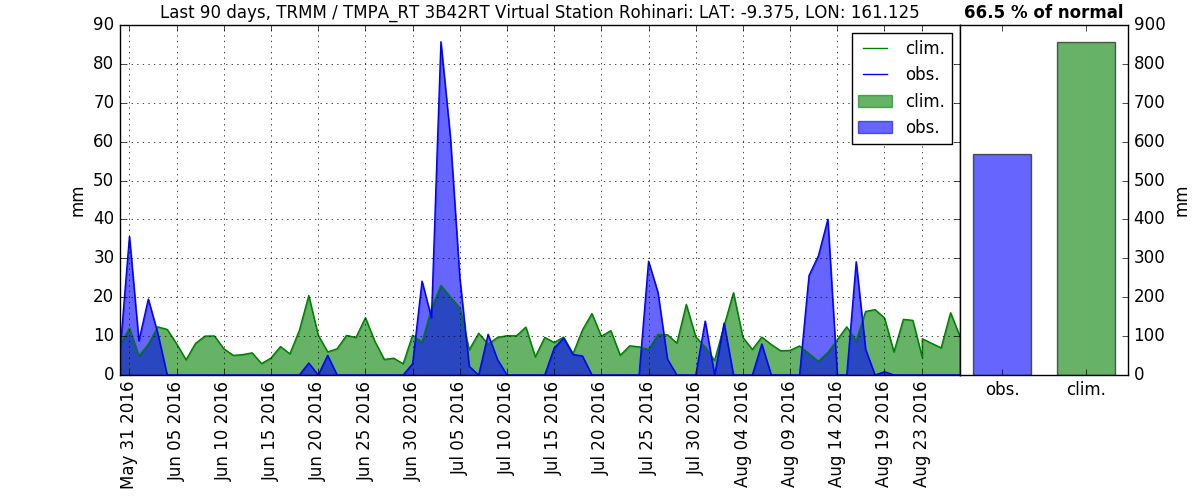 Last 90 days, TRMM / TMPA_RT 3B42RT Virtual Station Rohinari: LAT: -9.375, LON: 161.125
66.5 % of normal
90
80
70
60
50
40
30
20
10
0
mm
clim.
obs.
clim.
obs.
May 31 2016
Jun 05 2016
Jun 10 2016
Jun 15 2016
Jun 20 2016
Jun 25 2016
Jun 30 2016
Jul 05 2016
Jul 10 2016
Jul 15 2016
Jul 20 2016
Jul 25 2016
Jul 30 2016
Aug 04 2016
Aug 09 2016
Aug 14 2016
Aug 19 2016
Aug 23 2016
900
800
700
600
500
400
300
200
100
0
mm
obs.
clim.